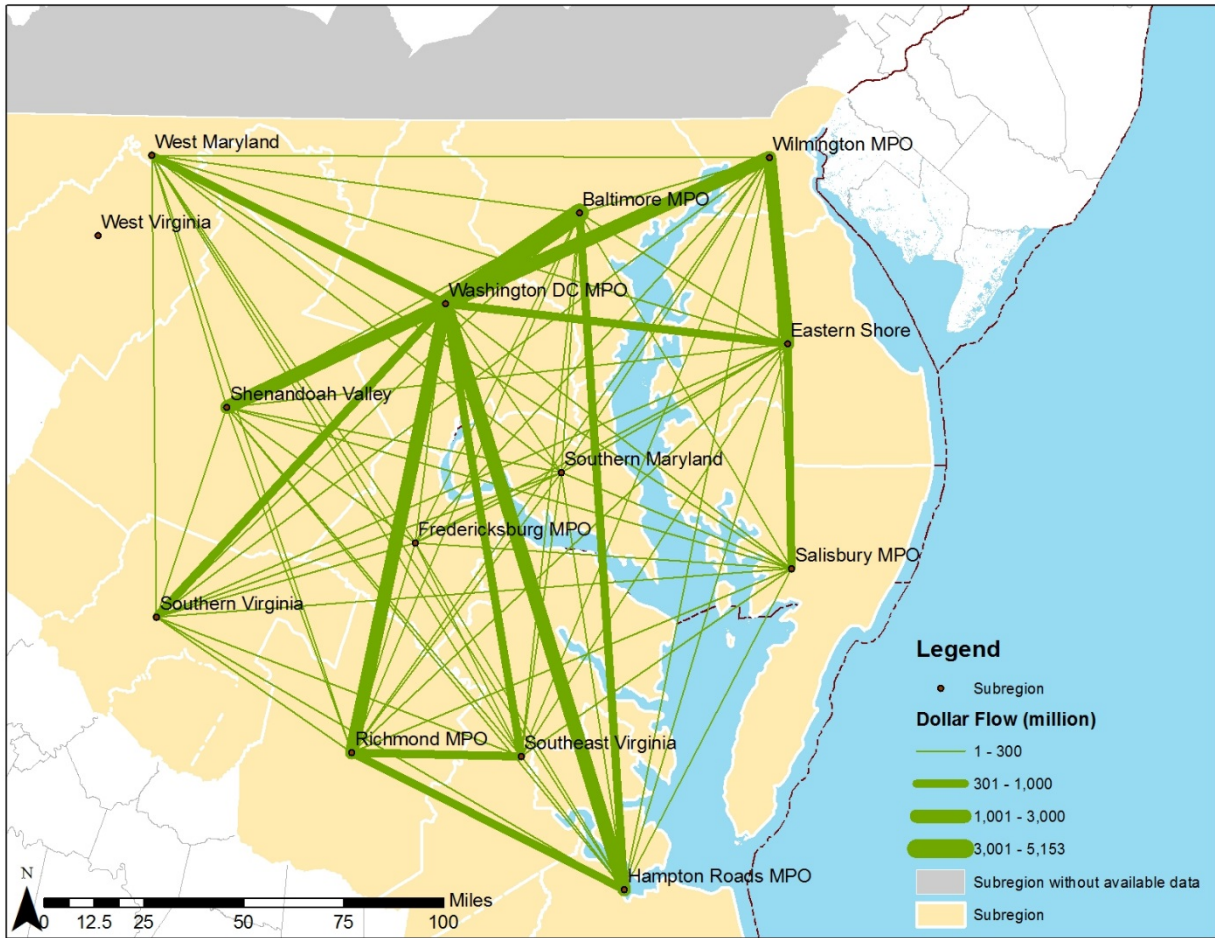 West Maryland
Wilmington MPO
Baltimore MPO
West Virginia
Washington DC MPO
Eastern Shore
Shenandoah Valley
Southern Maryland
Fredericksburg MPO
Salisbury MPO
Southern Virginia
Richmond MPO
Southeast Virginia
Hampton Roads MPO
Legend
Subregion
Dollar Flow (million)
1 - 300
301 - 1,000
1,001 - 3,000
3,001 - 5,153
Subregion without available data
Subregion
N
Miles
0 12.5 25 50 75 100